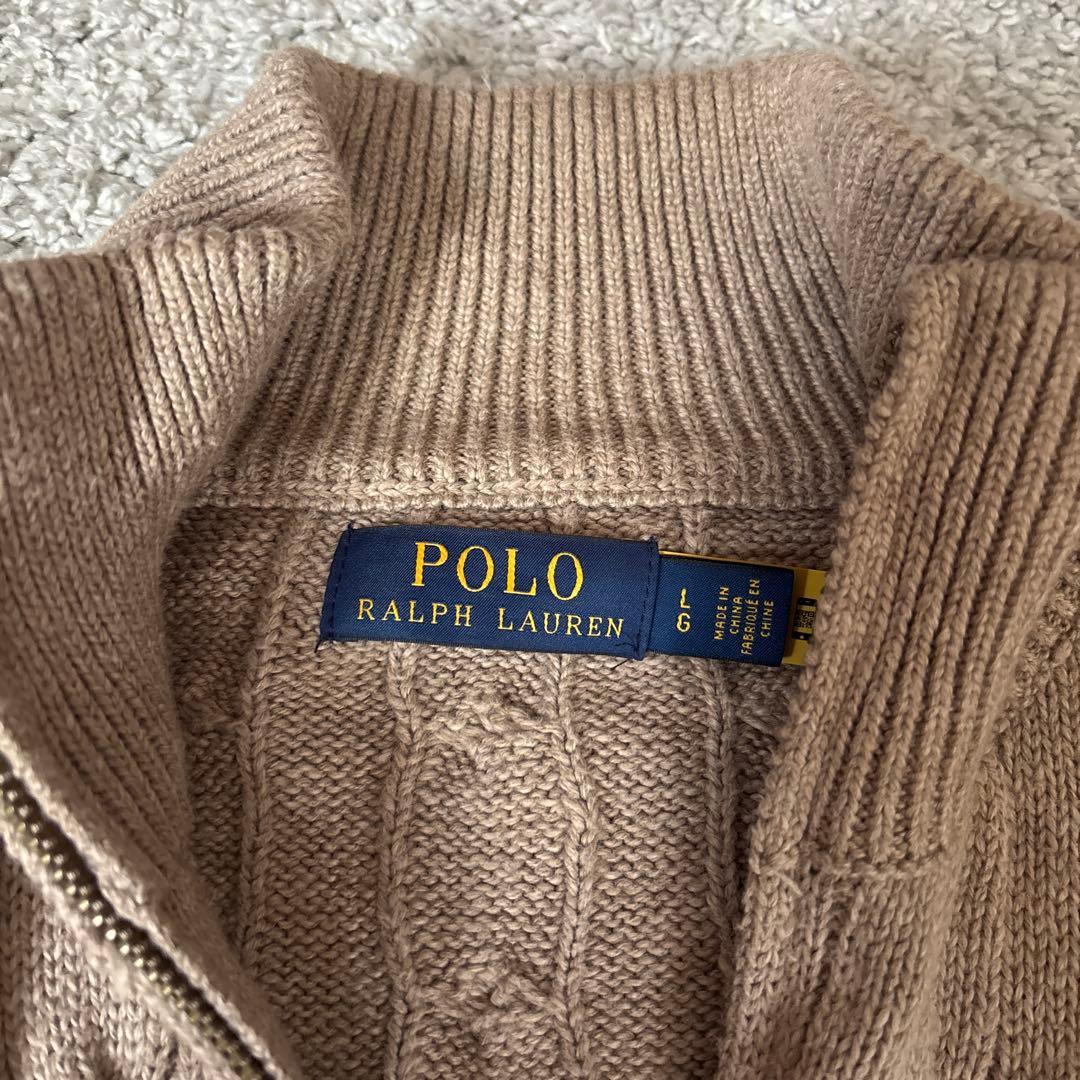 POLO
RALPH LAUREN
L
G
MADE IN
CHINA
FABRIQUÉ EN
CHINE